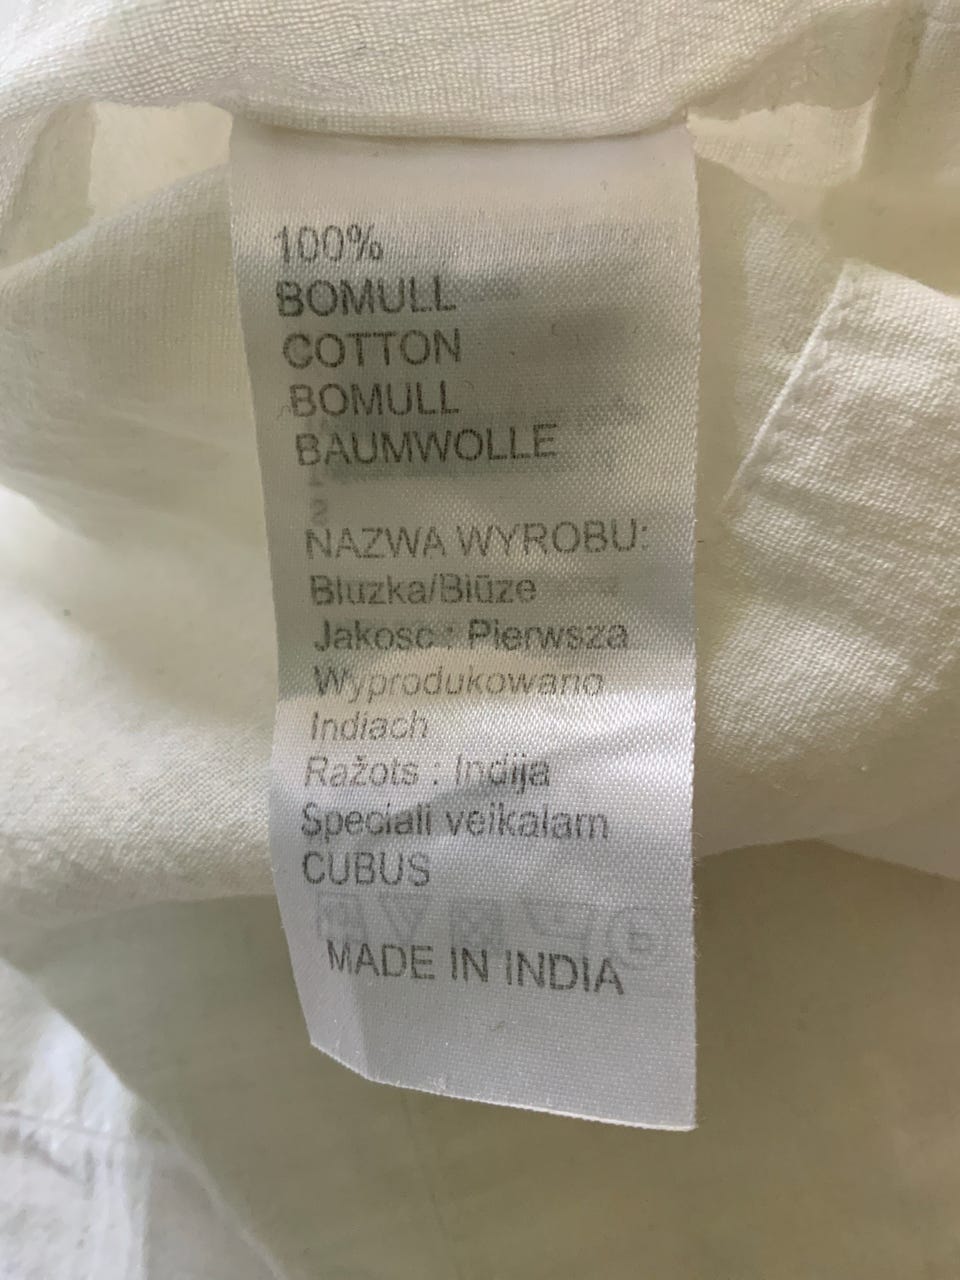 100%
BOMULL
COTTON
BOMULL
BAUMWOLLE
NAZWA WYROBU:
Bluzka/Blūze
Jakosc : Pierwsza
Wyprodukowano
Indiach
Ražots : Indija
Speciali veikalam
CUBUS
MADE IN INDIA